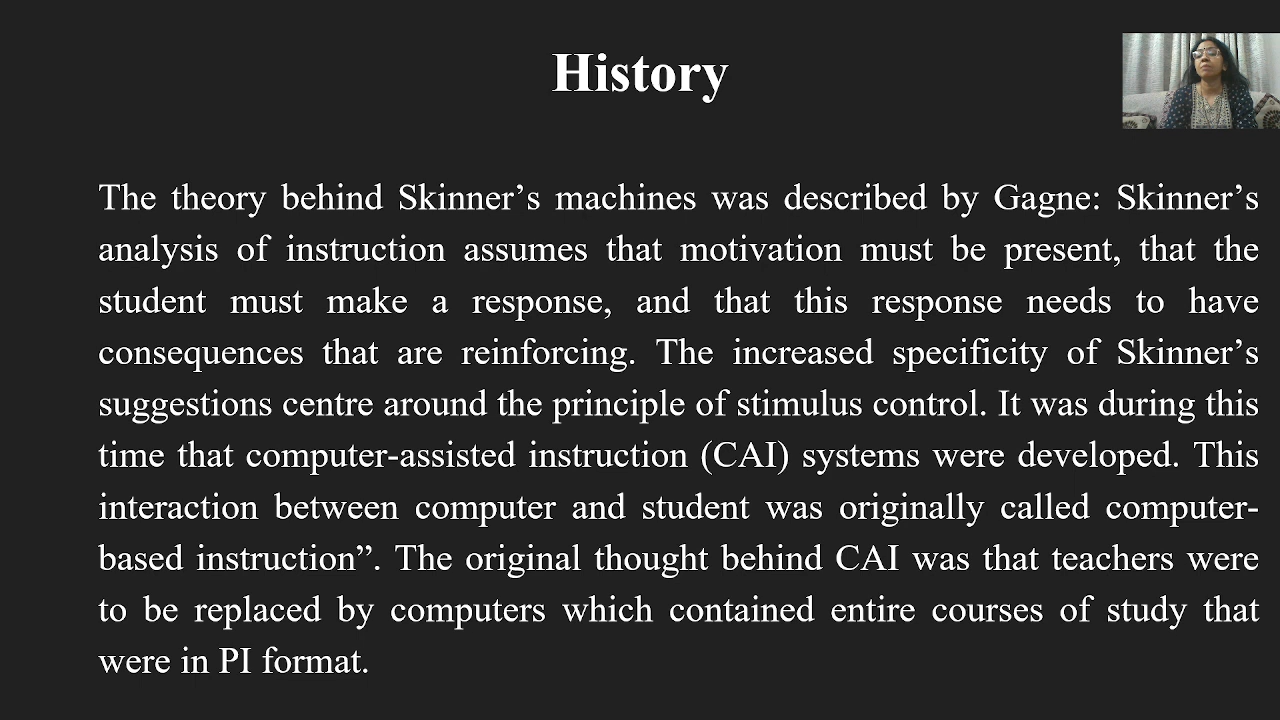 History
The theory behind Skinner’s machines was described by Gagne: Skinner’s
analysis of instruction assumes that motivation must be present, that the
student must make a response, and that this response needs to have
consequences that are reinforcing. The increased specificity of Skinner’s
suggestions centre around the principle of stimulus control. It was during this
time that computer-assisted instruction (CAI) systems were developed. This
interaction between computer and student was originally called computer-
based instruction”. The original thought behind CAI was that teachers were
to be replaced by computers which contained entire courses of study that
were in PI format.